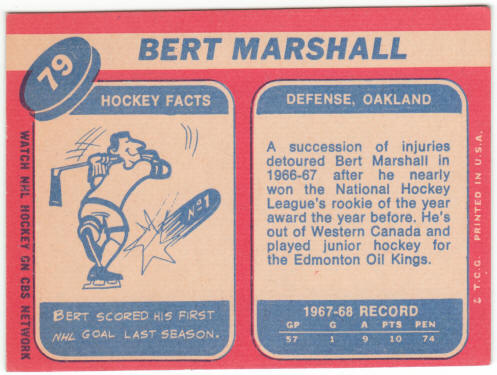 79
BERT MARSHALL
HOCKEY FACTS
Nº1
BERT SCORED HIS FIRST
NHL GOAL LAST SEASON.
DEFENSE, OAKLAND
A succession of injuries
detoured Bert Marshall in
1966-67 after he nearly
won the National Hockey
League's rookie of the year
award the year before. He's
out of Western Canada and
played junior hockey for
the Edmonton Oil Kings.
1967-68 RECORD
GP G A PTS PEN
57 1 9 10 74
WATCH NHL HOCKEY ON CBS NETWORK
© T.C.G. PRINTED IN U.S.A.